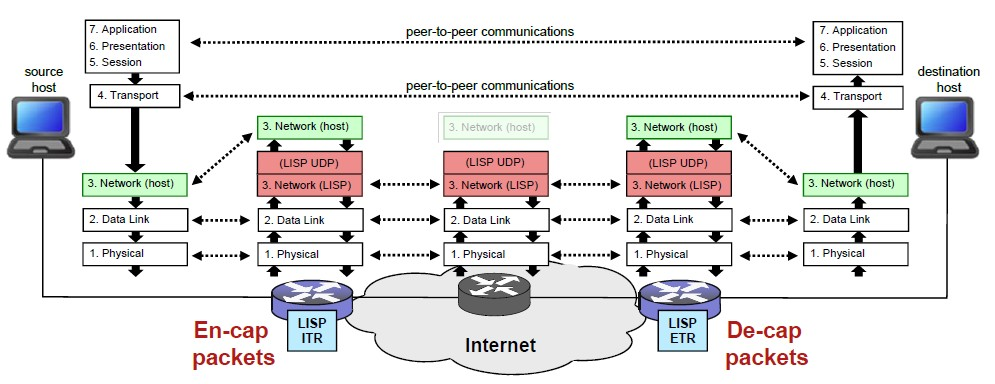 7. Application
6. Presentation
5. Session
peer-to-peer communications
7. Application
6. Presentation
5. Session
source
host
destination
host
4. Transport
peer-to-peer communications
4. Transport
3. Network (host)
3. Network (host)
3. Network (host)
(LISP UDP)
(LISP UDP)
(LISP UDP)
3. Network (host)
3. Network (LISP)
3. Network (LISP)
3. Network (LISP)
3. Network (host)
2. Data Link
2. Data Link
2. Data Link
2. Data Link
2. Data Link
1. Physical
1. Physical
1. Physical
1. Physical
1. Physical
En-cap
packets
LISP
ITR
Internet
LISP
ETR
De-cap
packets